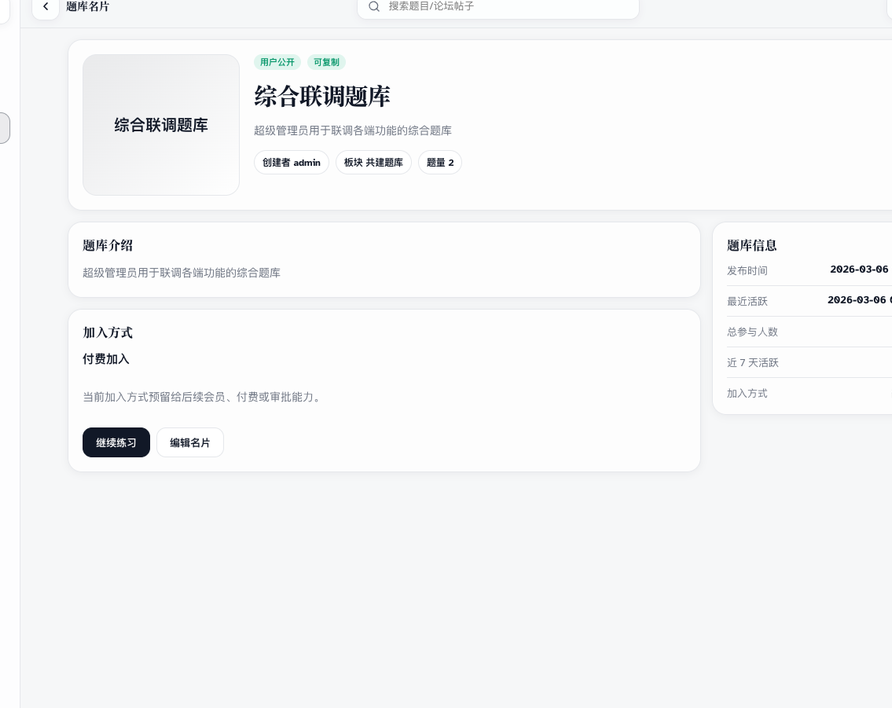 题库名片
搜索题目/论坛帖子
综合联调题库
用户公开 可复制
综合联调题库
超级管理员用于联调各端功能的综合题库
创建者 admin 板块 共建题库 题量 2
题库介绍
超级管理员用于联调各端功能的综合题库
加入方式
付费加入
当前加入方式预留给后续会员、付费或审批能力。
继续练习 编辑名片
题库信息
发布时间 2026-03-06
最近活跃 2026-03-06
总参与人数
近 7 天活跃
加入方式